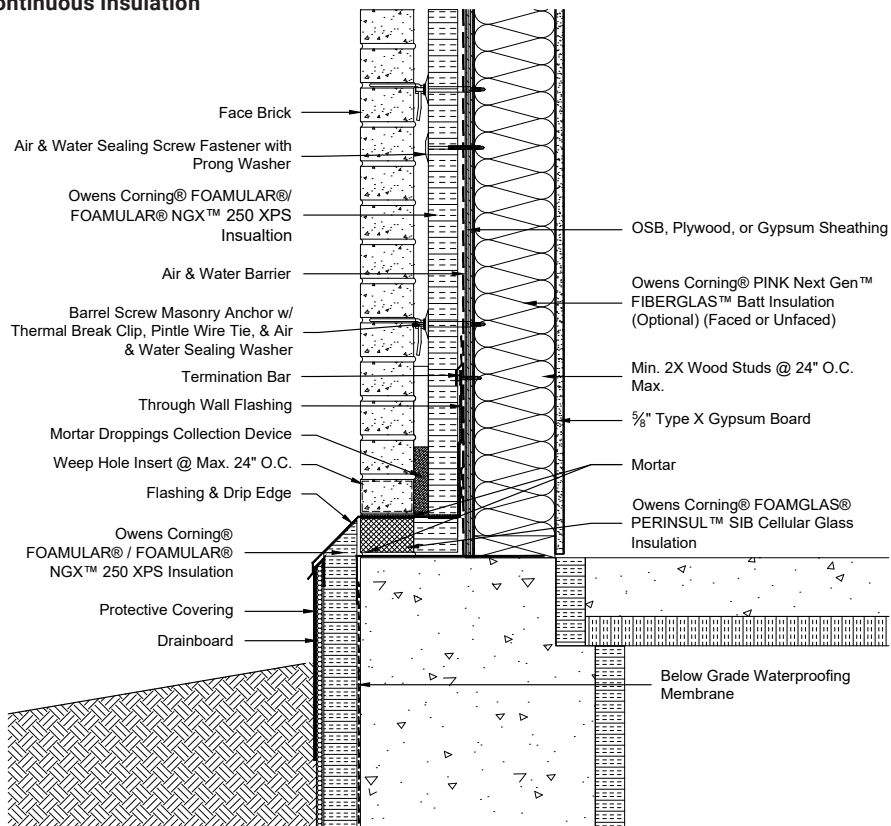 ontinuous Insulation
Face Brick
Air & Water Sealing Screw Fastener with
Prong Washer
Owens Corning® FOAMULAR®/
FOAMULAR® NGX™ 250 XPS
Insualtion
Air & Water Barrier
Barrel Screw Masonry Anchor w/
Thermal Break Clip, Pintle Wire Tie, & Air
& Water Sealing Washer
Termination Bar
Through Wall Flashing
Mortar Droppings Collection Device
Weep Hole Insert @ Max. 24" O.C.
Flashing & Drip Edge
Owens Corning®
FOAMULAR® / FOAMULAR®
NGX™ 250 XPS Insulation
Protective Covering
Drainboard
OSB, Plywood, or Gypsum Sheathing
Owens Corning® PINK Next Gen™
FIBERGLAS™ Batt Insulation
(Optional) (Faced or Unfaced)
Min. 2X Wood Studs @ 24" O.C.
Max.
⅝" Type X Gypsum Board
Mortar
Owens Corning® FOAMGLAS®
PERINSUL™ SIB Cellular Glass
Insulation
Below Grade Waterproofing
Membrane